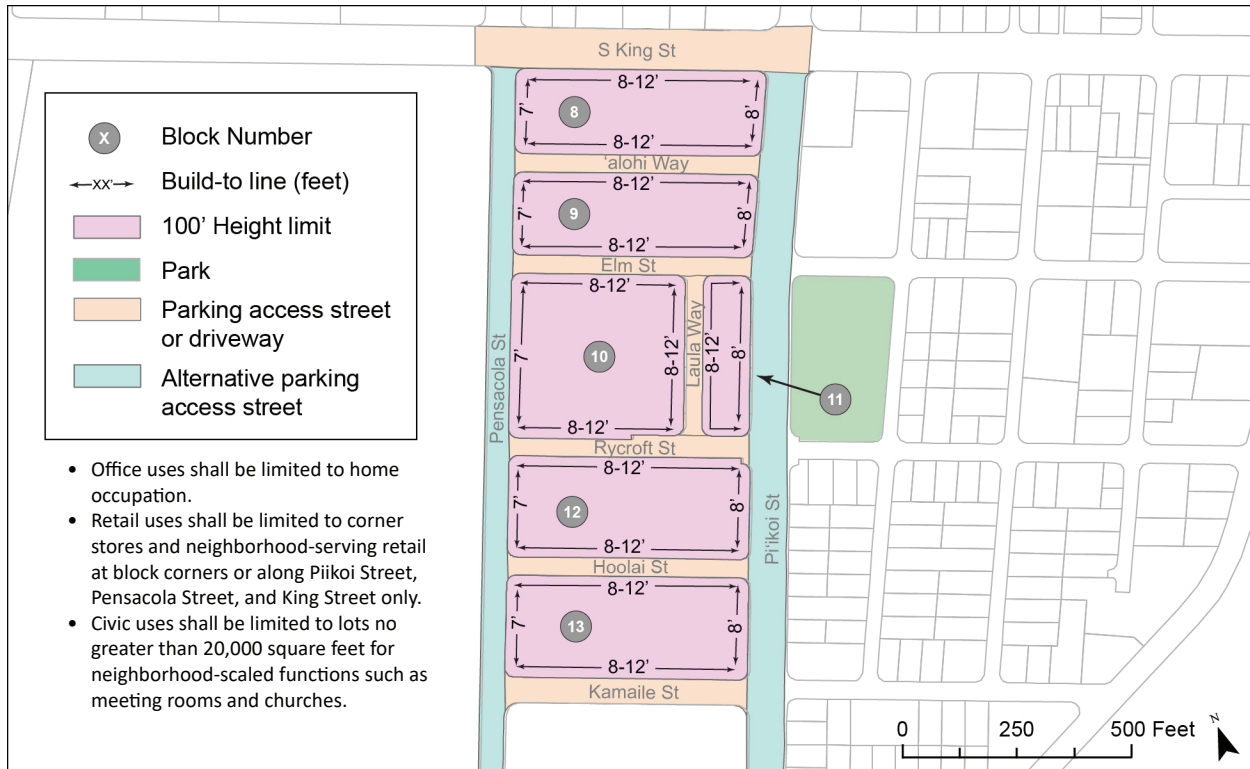 S King St
X Block Number
XX' Build-to line (feet)
100' Height limit
Park
Parking access street
or driveway
Alternative parking
access street
• Office uses shall be limited to home
occupation.
• Retail uses shall be limited to corner
stores and neighborhood-serving retail
at block corners or along Piikoi Street,
Pensacola Street, and King Street only.
• Civic uses shall be limited to lots no
greater than 20,000 square feet for
neighborhood-scaled functions such as
meeting rooms and churches.
8-12'
7' 8 8'
8-12'
'alohi Way
8-12'
7' 9 8'
8-12'
Elm St
8-12'
Pensacola St
7' 10 8-12'
Laula Way
8-12' 8'
11
8-12'
Rycroft St
8-12'
7' 12 8'
8-12'
Pi'ikoi St
Hoolai St
8-12'
7' 13 8'
8-12'
Kamaile St
0 250 500 Feet
N